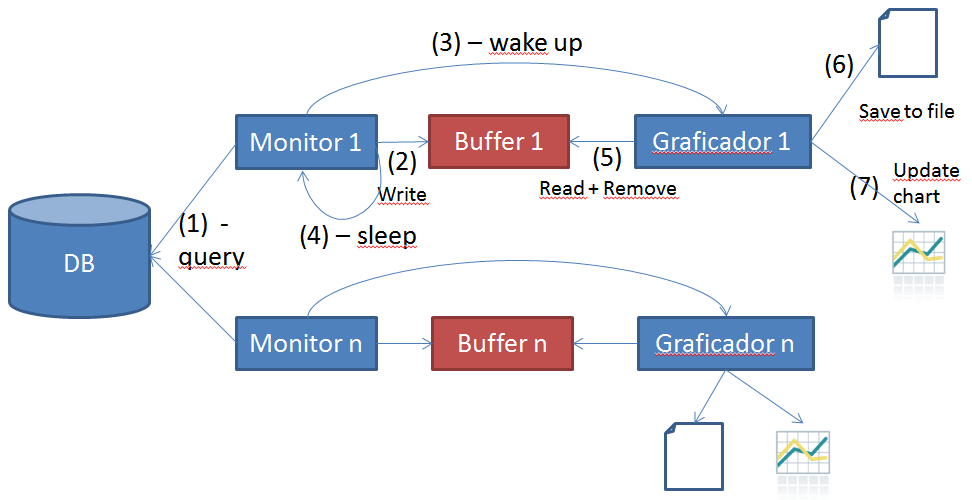 (3) – wake up
(6)
Save to file
Monitor 1
(2)
Write
Buffer 1
(5)
Read + Remove
Graficador 1
(7)
Update
chart
(1) -
query
(4) – sleep
DB
Monitor n
Buffer n
Graficador n